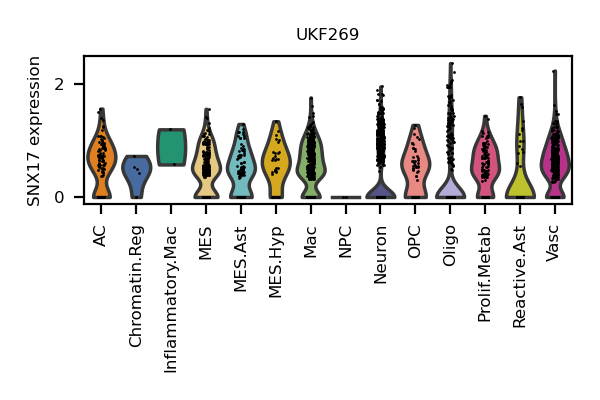 UKF269
SNX17 expression
2
0
AC
Chromatin.Reg
Inflammatory.Mac
MES
MES.Ast
MES.Hyp
Mac
NPC
Neuron
OPC
Oligo
Prolif.Metab
Reactive.Ast
Vasc